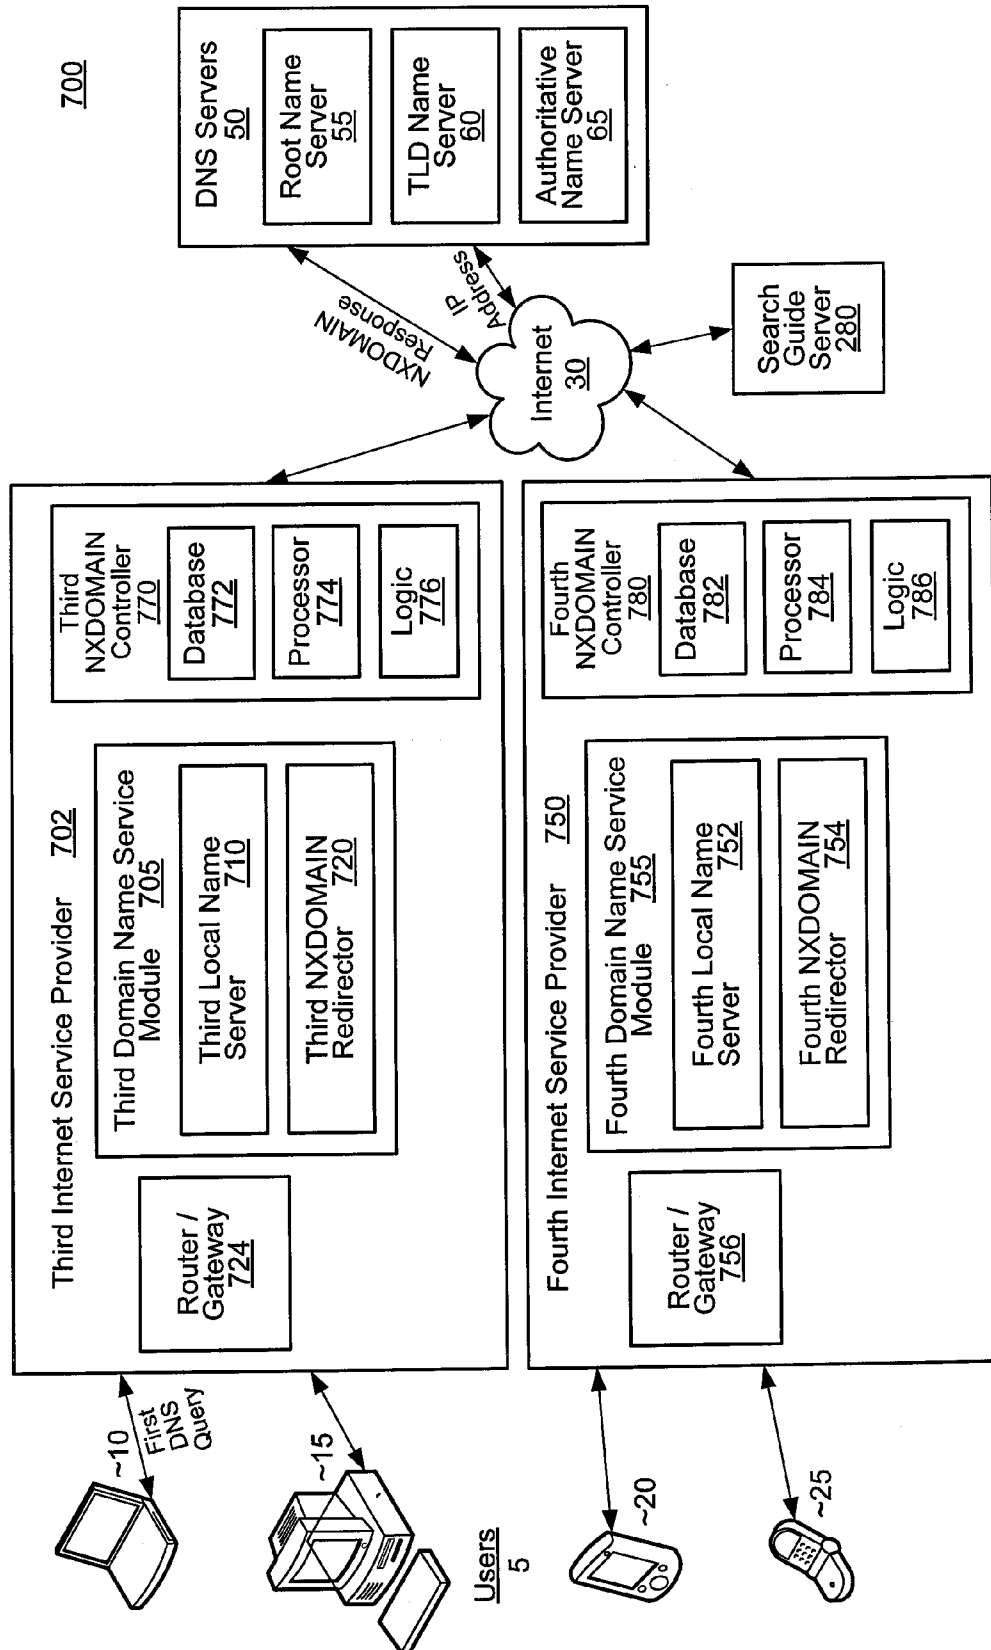 700
Third Internet Service Provider 702
Third Domain Name Service
Module 705
Third Local Name
Server 710
Third NXDOMAIN
Redirector 720
Router /
Gateway
724
Third
NXDOMAIN
Controller
770
Database
772
Processor
774
Logic
776
Fourth Internet Service Provider 750
Fourth Domain Name Service
Module 755
Fourth Local Name
Server 752
Fourth NXDOMAIN
Redirector 754
Router /
Gateway
756
Fourth
NXDOMAIN
Controller
780
Database
782
Processor
784
Logic
786
~10
First
DNS
Query
~15
Users
5
~20
~25
Internet
30
NXDOMAIN
Response
IP
Address
DNS Servers
50
Root Name
Server
55
TLD Name
Server
60
Authoritative
Name Server
65
Search
Guide
Server
280